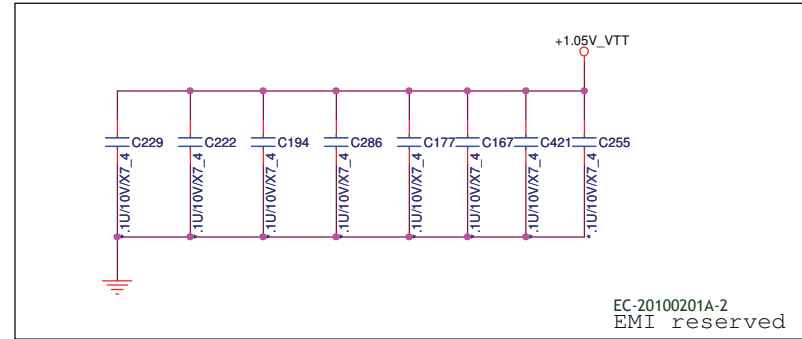 +1.05V_VTT
C229
C222
C194
C286
C177
C167
C421
C255
*.1U/10V/X7_4
*.1U/10V/X7_4
*.1U/10V/X7_4
*.1U/10V/X7_4
*.1U/10V/X7_4
*.1U/10V/X7_4
*.1U/10V/X7_4
*.1U/10V/X7_4
EC-20100201A-2
EMI reserved